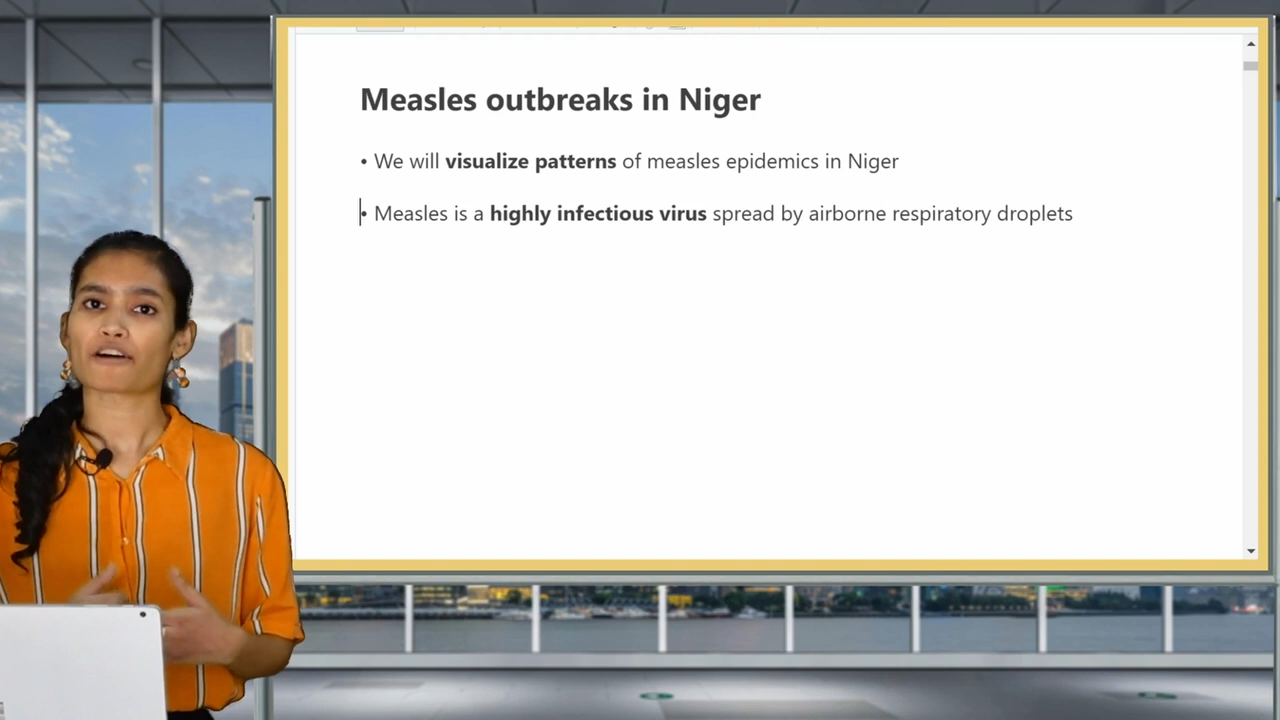 Measles outbreaks in Niger
• We will visualize patterns of measles epidemics in Niger
• Measles is a highly infectious virus spread by airborne respiratory droplets